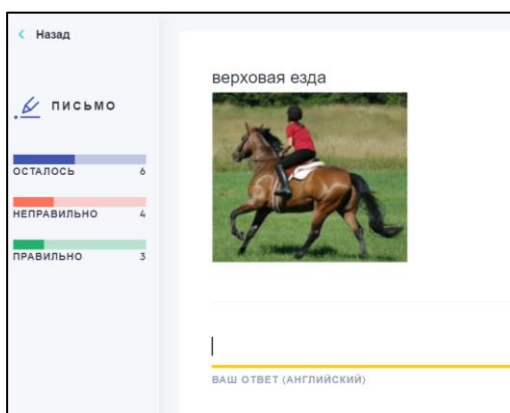 Назад
ПИСЬМО
ОСТАЛОСЬ 6
НЕПРАВИЛЬНО 4
ПРАВИЛЬНО 3
верховая езда
ВАШ ОТВЕТ (АНГЛИЙСКИЙ)